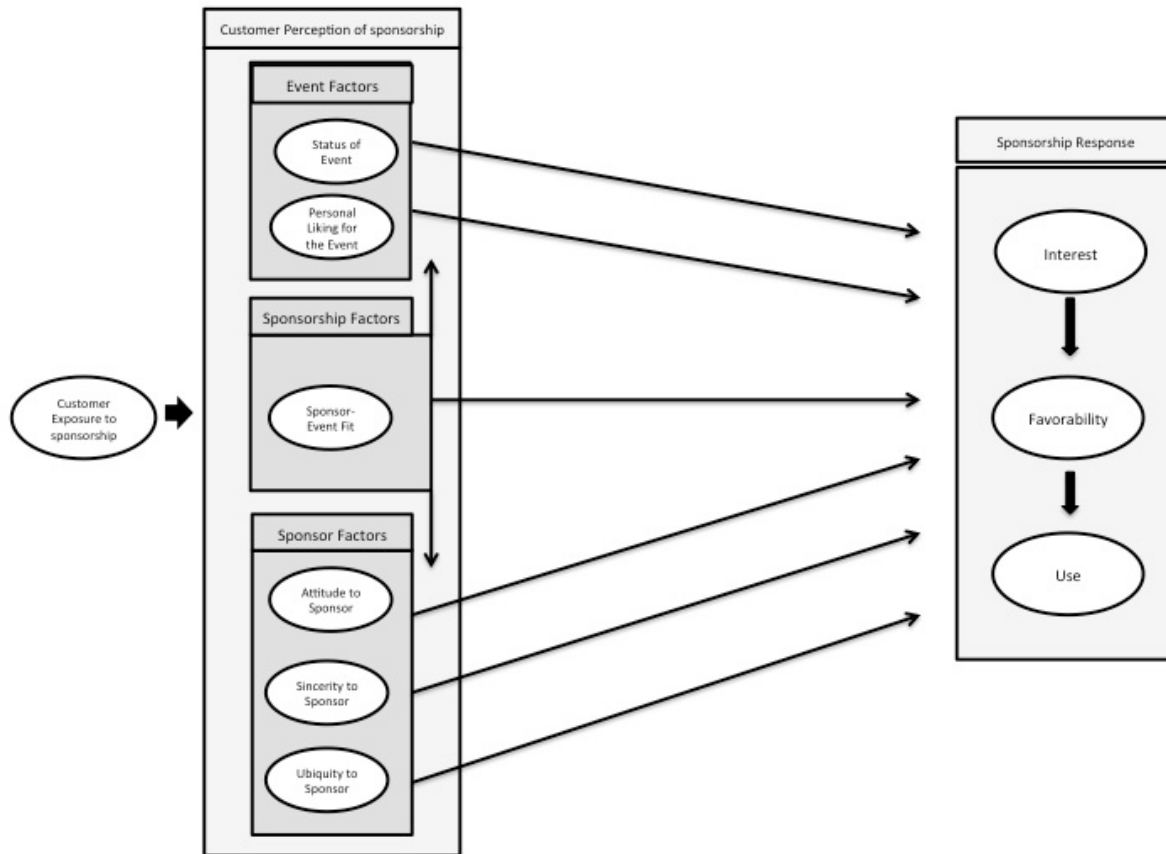 Customer Perception of sponsorship
Event Factors
Status of
Event
Personal
Liking for
the Event
Sponsorship Factors
Sponsor-
Event Fit
Sponsor Factors
Attitude to
Sponsor
Sincerity to
Sponsor
Ubiquity to
Sponsor
Customer
Exposure to
sponsorship
Sponsorship Response
Interest
Favorability
Use